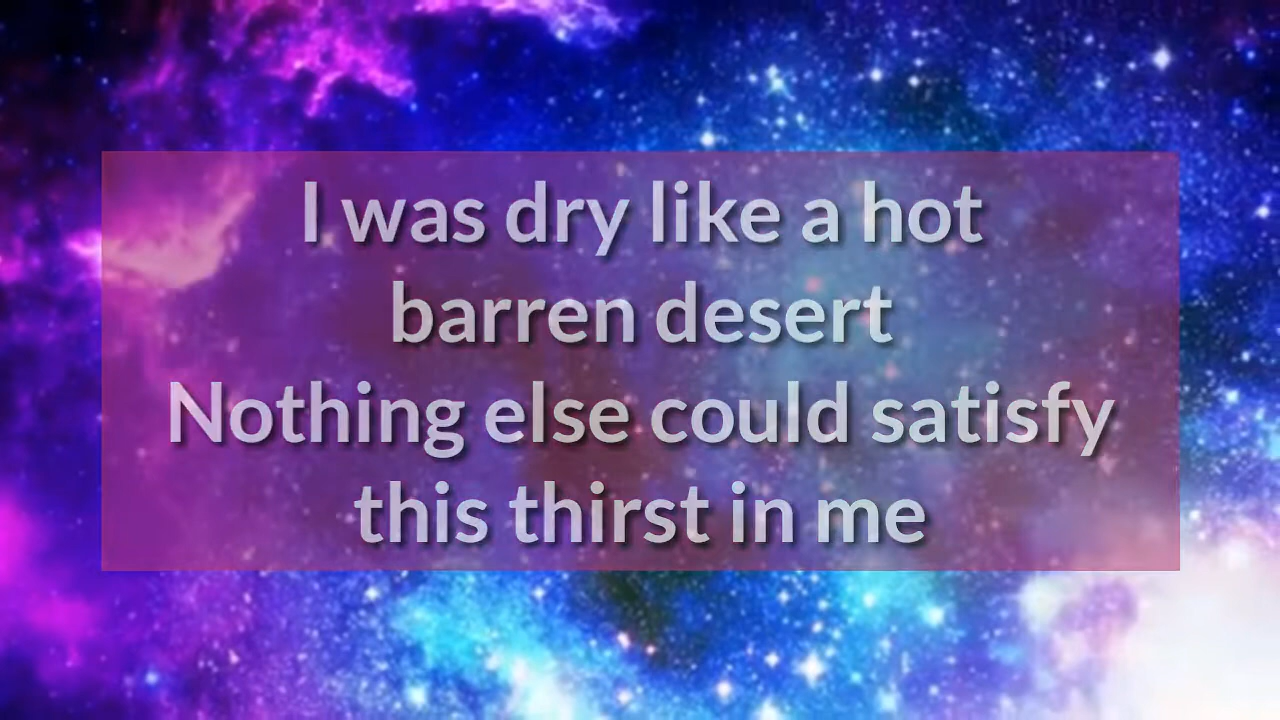 I was dry like a hot
barren desert
Nothing else could satisfy
this thirst in me